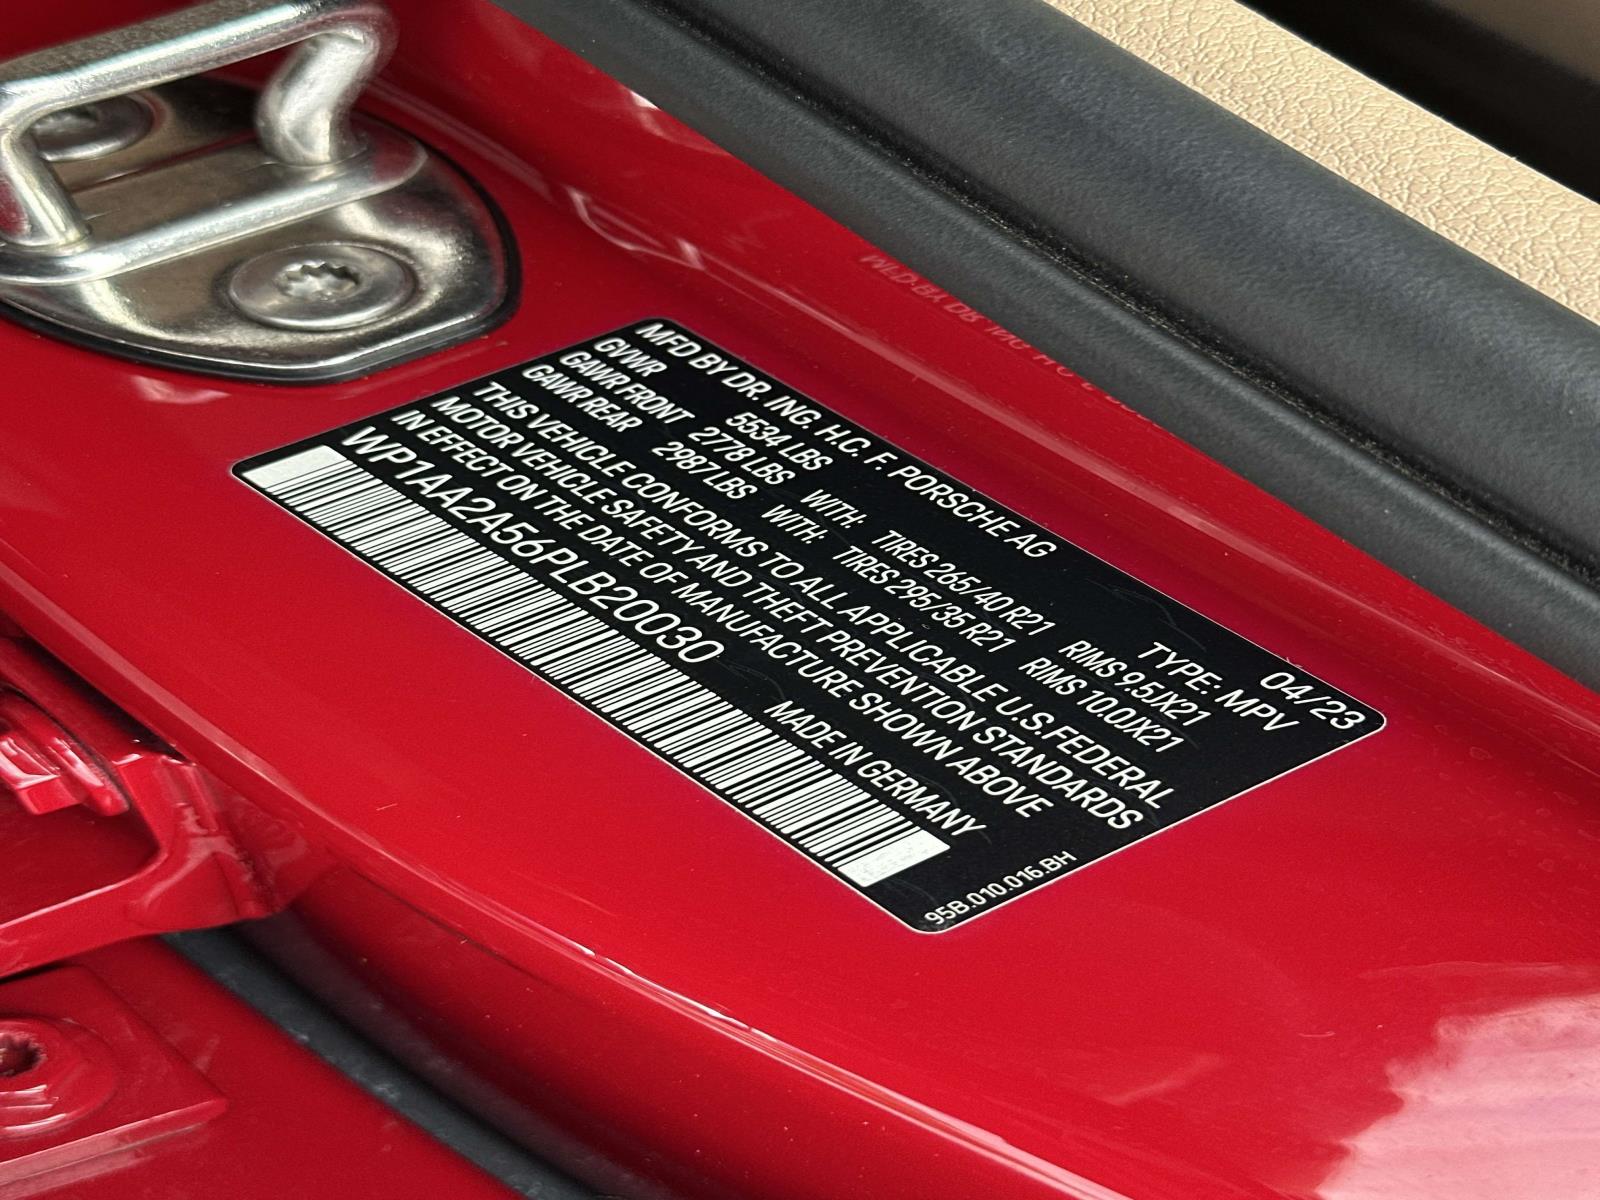 MFD BY DR. ING. H.C. F. PORSCHE AG 04/23
GVWR 5534 LBS TYPE: MPV
GAWR FRONT 2778 LBS WITH: TIRES 265/40 R21 RIMS 9.5JX21
GAWR REAR 2987 LBS WITH: TIRES 295/35 R21 RIMS 10.0JX21
THIS VEHICLE CONFORMS TO ALL APPLICABLE U.S. FEDERAL
MOTOR VEHICLE SAFETY AND THEFT PREVENTION STANDARDS
IN EFFECT ON THE DATE OF MANUFACTURE SHOWN ABOVE
WP1AA2A56PLB20030 MADE IN GERMANY
95B.010.016.BH